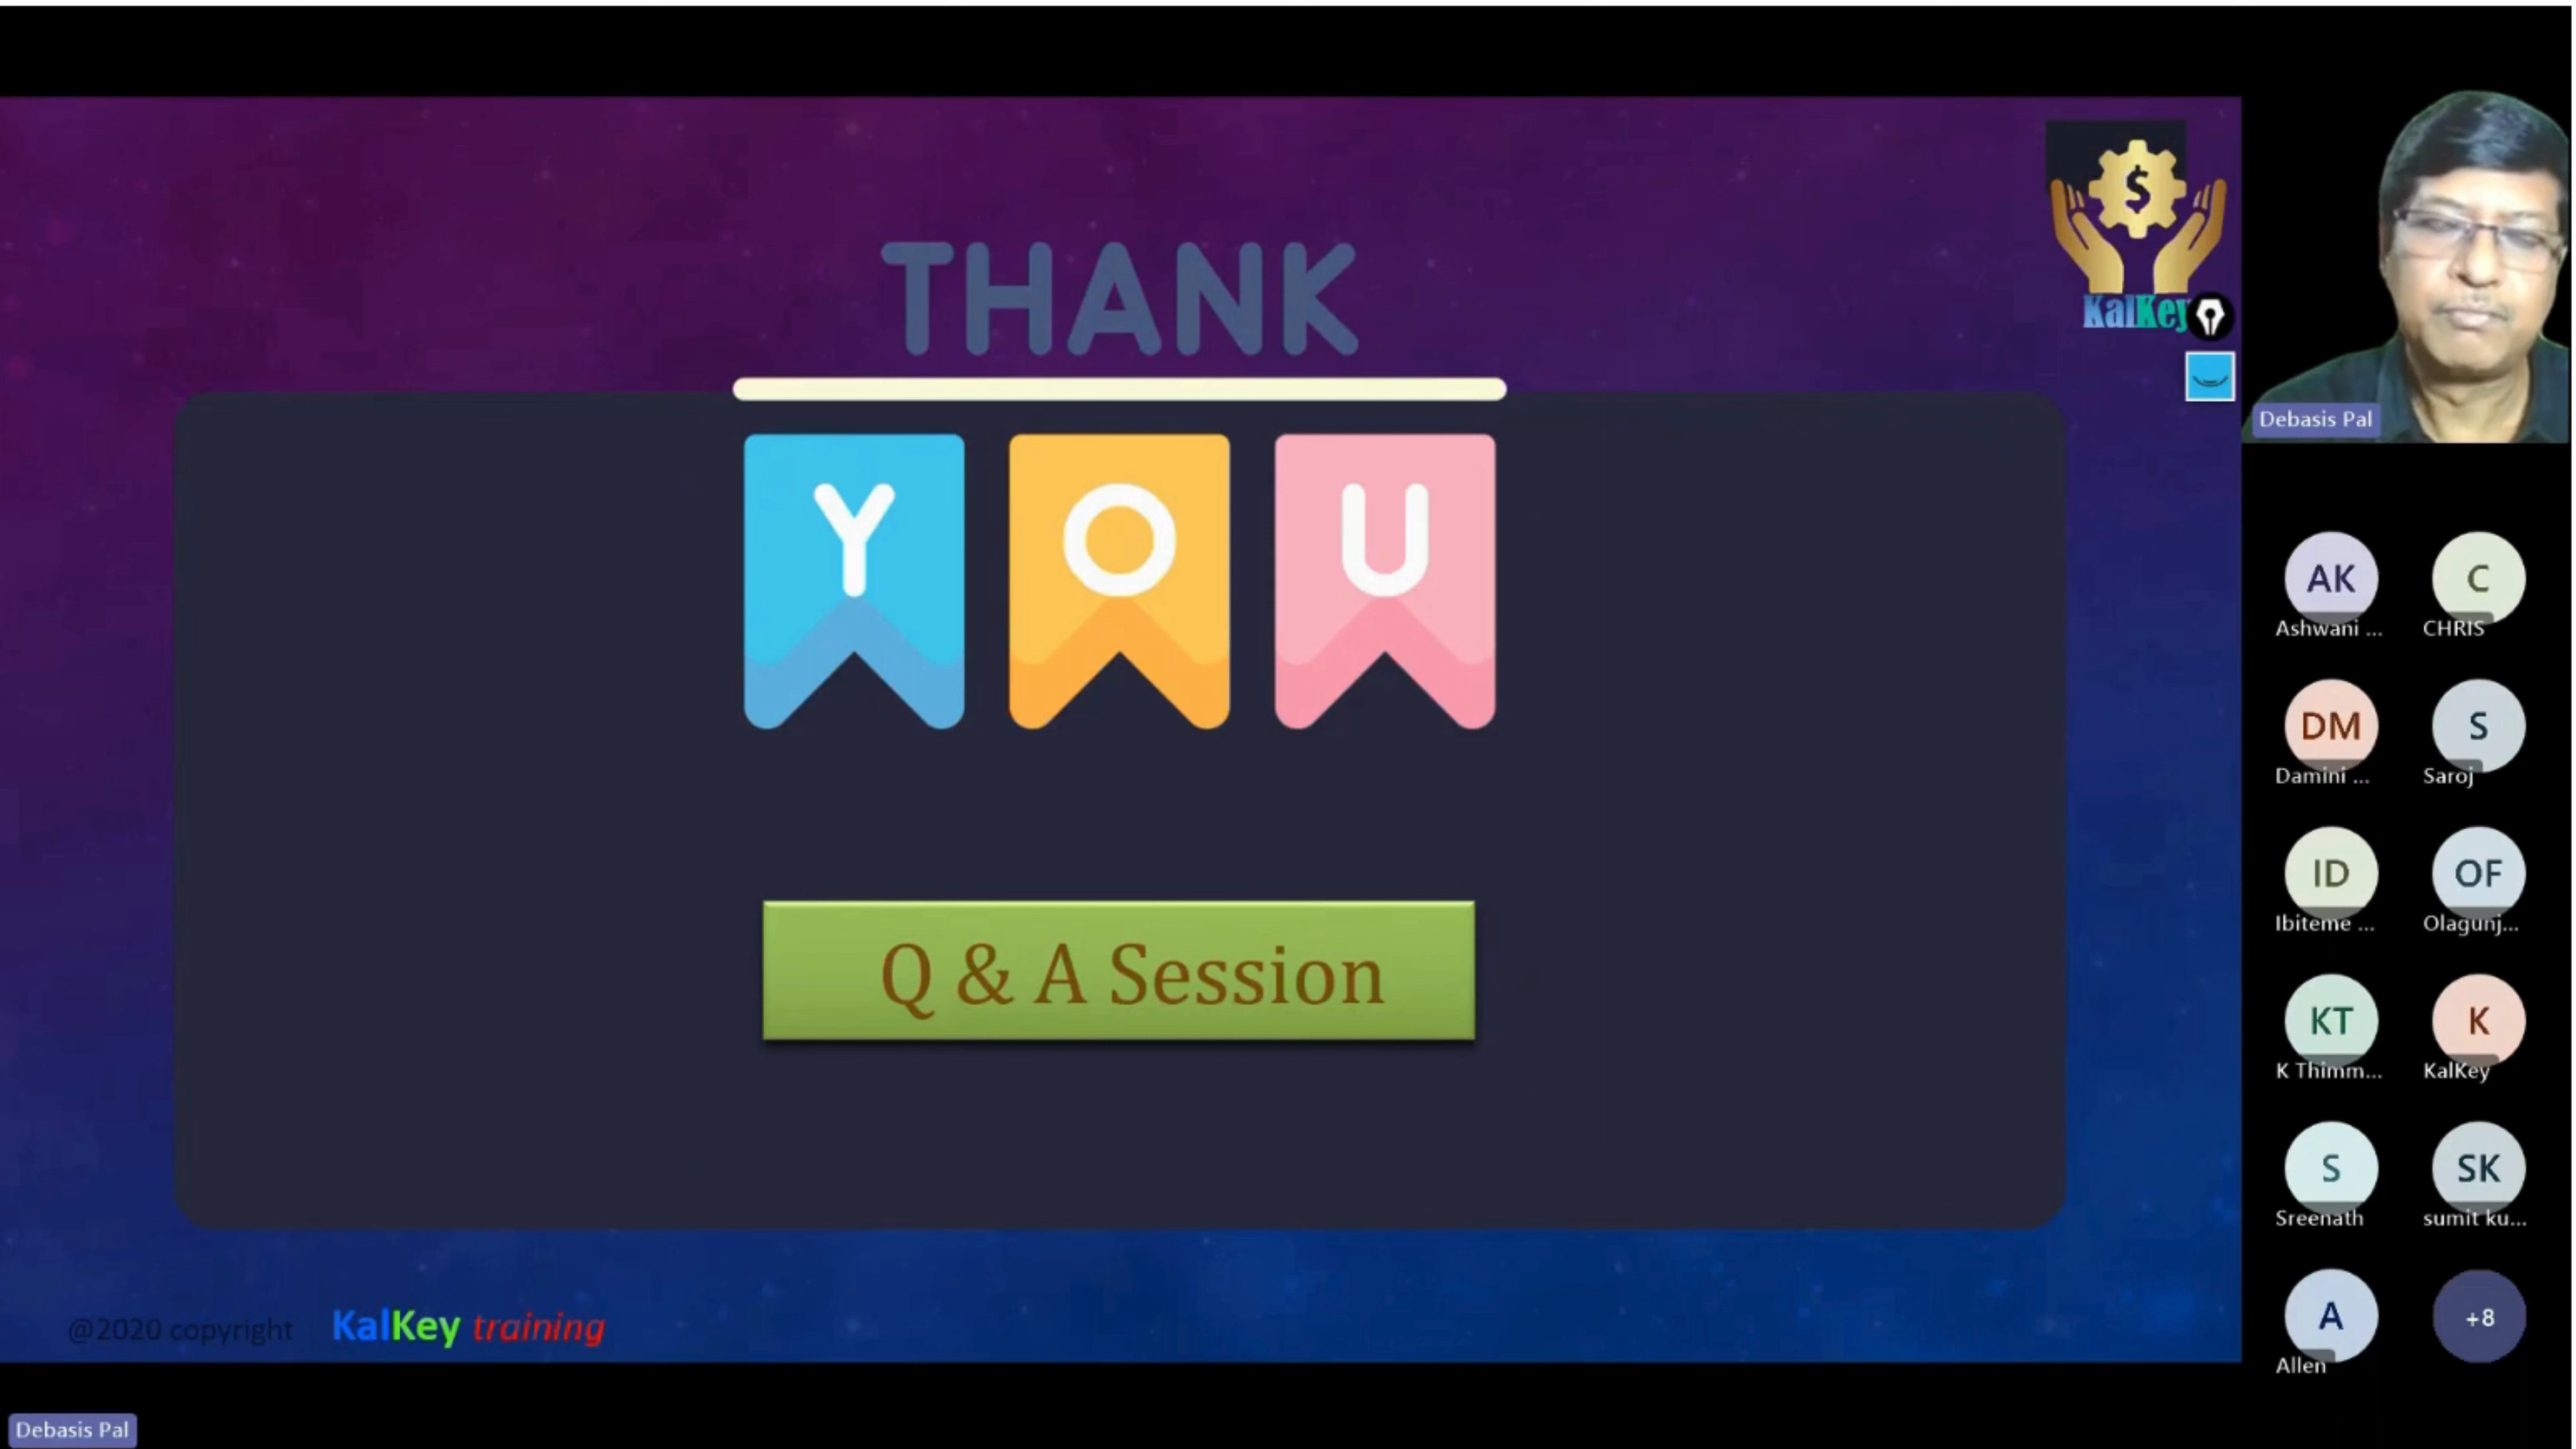 THANK
YOU
Q & A Session
$
KalKey
@2020 copyright KalKey training
Debasis Pal
Debasis Pal
AK
Ashwani ...
C
CHRIS
DM
Damini ...
S
Saroj
ID
Ibiteme ...
OF
Olagunj...
KT
K Thimm...
K
KalKey
S
Sreenath
SK
sumit ku...
A
Allen
+8